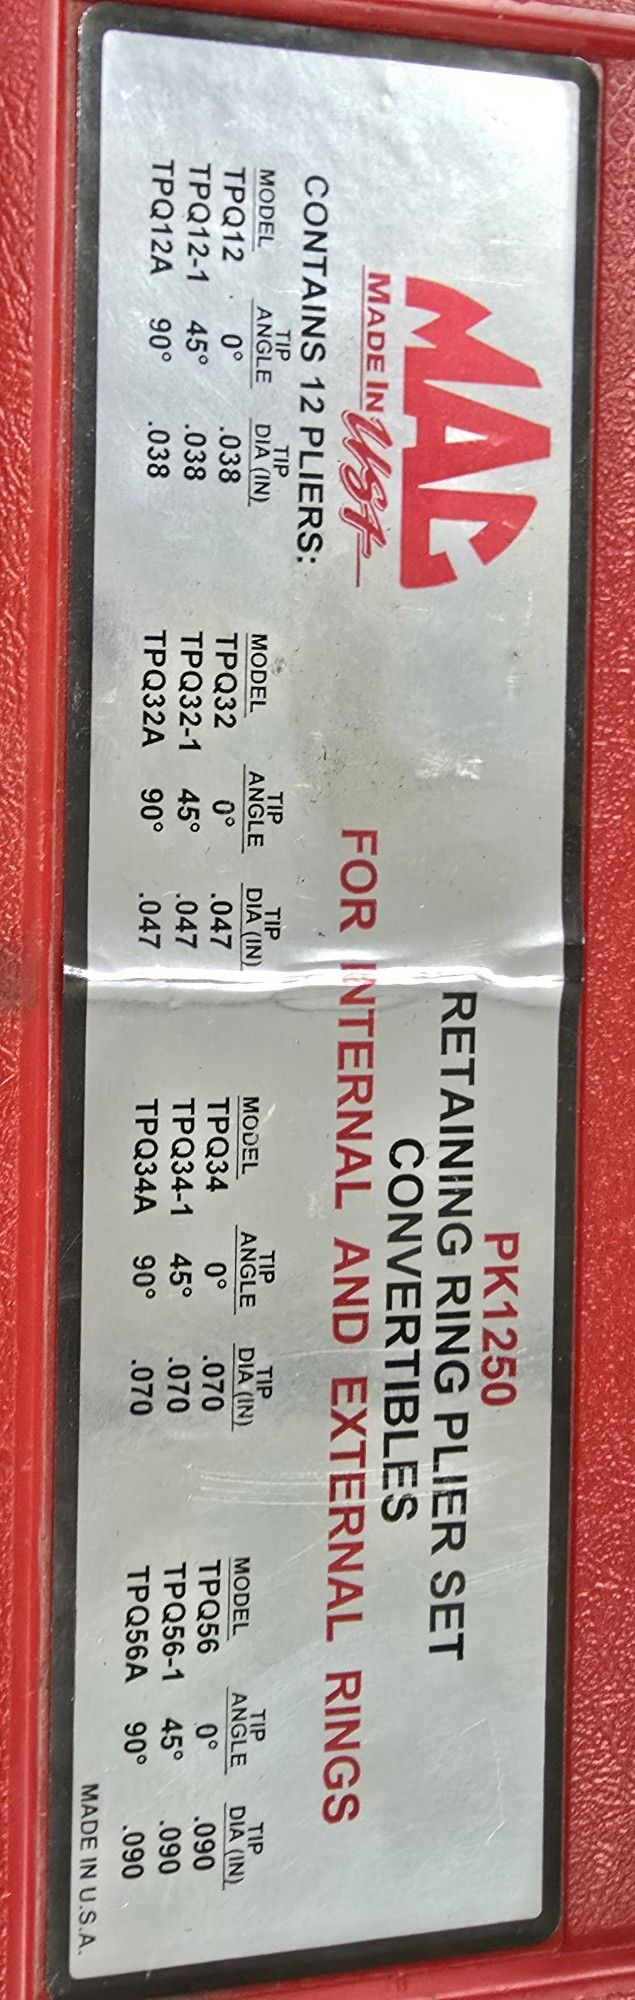 MAC
MADE IN USA
PK1250
RETAINING RING PLIER SET
CONVERTIBLES
FOR INTERNAL AND EXTERNAL RINGS
CONTAINS 12 PLIERS:
MODEL TIP ANGLE TIP DIA (IN)
TPQ12 0° .038
TPQ12-1 45° .038
TPQ12A 90° .038
MODEL TIP ANGLE TIP DIA (IN)
TPQ32 0° .047
TPQ32-1 45° .047
TPQ32A 90° .047
MODEL TIP ANGLE TIP DIA (IN)
TPQ34 0° .070
TPQ34-1 45° .070
TPQ34A 90° .070
MODEL TIP ANGLE TIP DIA (IN)
TPQ56 0° .090
TPQ56-1 45° .090
TPQ56A 90° .090
MADE IN U.S.A.